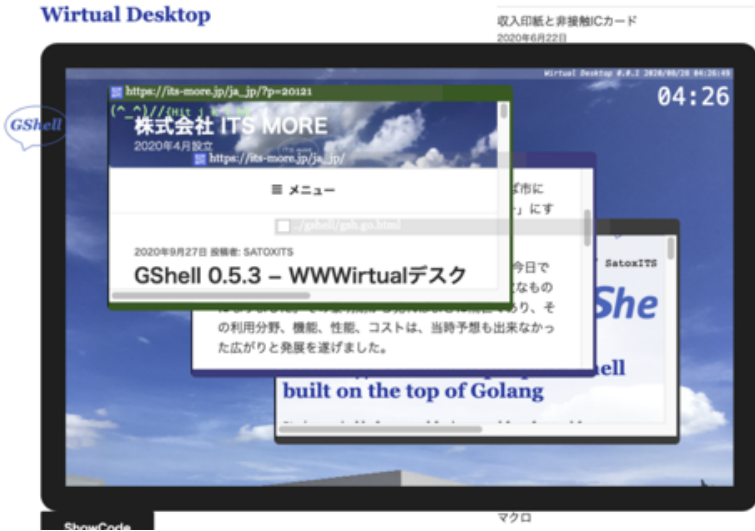 Wirtual Desktop
収入印紙と非接触ICカード
2020年6月22日
Wirtual Desktop 0.0.2 2020/09/28 04:26:49
04:26
https://its-more.jp/ja_jp/?p=20121
(^_^)//{Hit j k
株式会社 ITS MORE
2020年4月設立
https://its-more.jp/ja_jp/
GShell
≡ メニュー
../gshell/gsh.go.html
2020年9月27日 投稿者: SATOXITS
GShell 0.5.3 – WWWirtualデスク
ば市に
」にす
今日で
なもの
り、そ
の利用分野、機能、性能、コストは、当時予想も出来なかっ
た広がりと発展を遂げました。
SatoxITS
She
ell
built on the top of Golang
ShowCode
マクロ